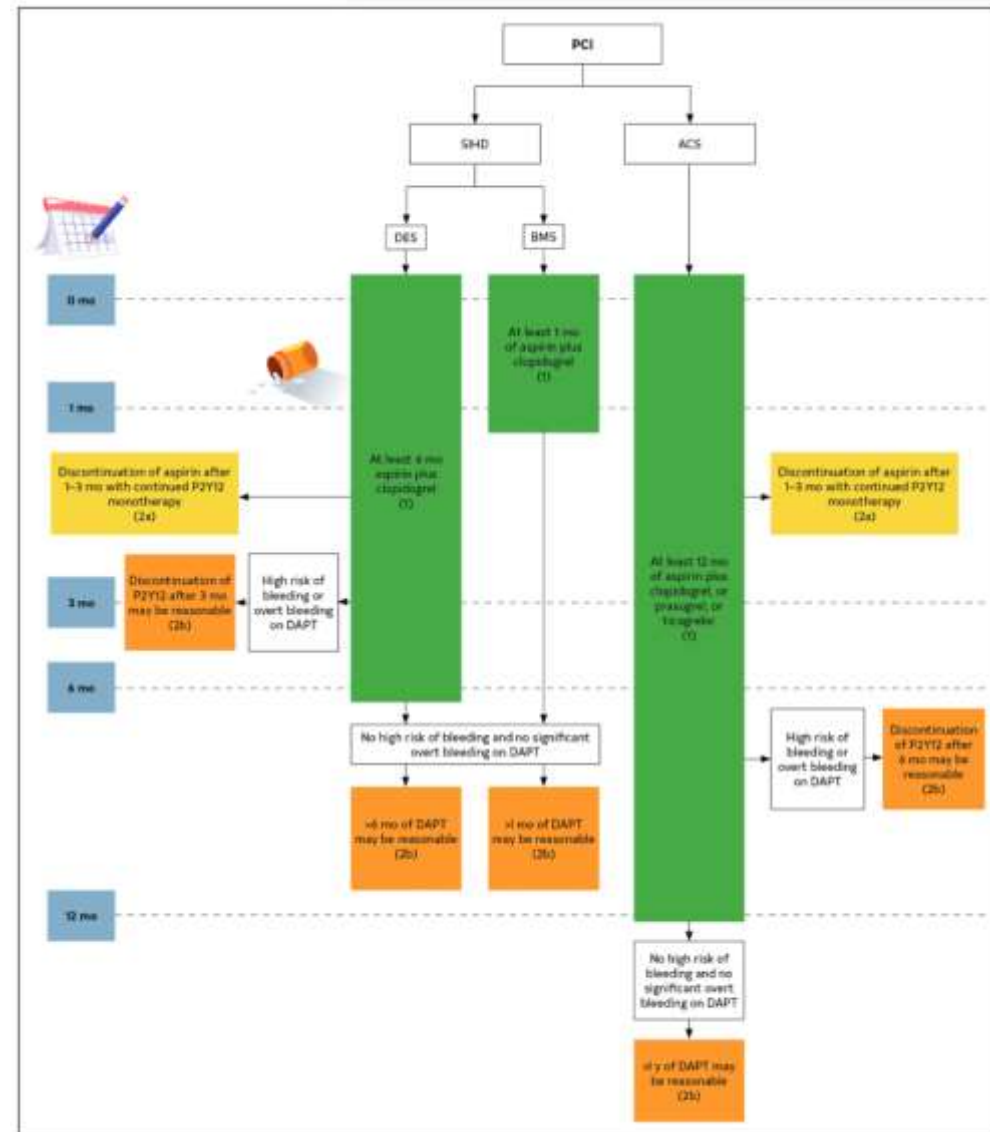 PCI
SIHD
ACS
DES
BMS
0 mo
At least 1 mo
of aspirin plus
clopidogrel
(1)
1 mo
At least 6 mo
aspirin plus
clopidogrel
(1)
Discontinuation of aspirin after
1–3 mo with continued P2Y12
monotherapy
(2a)
Discontinuation of aspirin after
1–3 mo with continued P2Y12
monotherapy
(2a)
At least 12 mo
of aspirin plus
clopidogrel, or
prasugrel, or
ticagrelor
(1)
3 mo
Discontinuation of
P2Y12 after 3 mo
may be reasonable
(2b)
High risk of
bleeding or
overt bleeding
on DAPT
6 mo
No high risk of bleeding and no significant
overt bleeding on DAPT
High risk of
bleeding or
overt bleeding
on DAPT
Discontinuation
of P2Y12 after
6 mo may be
reasonable
(2b)
>6 mo of DAPT
may be reasonable
(2b)
>1 mo of DAPT
may be reasonable
(2b)
12 mo
No high risk of
bleeding and no
significant overt
bleeding on DAPT
>1 y of DAPT may
be reasonable
(2b)